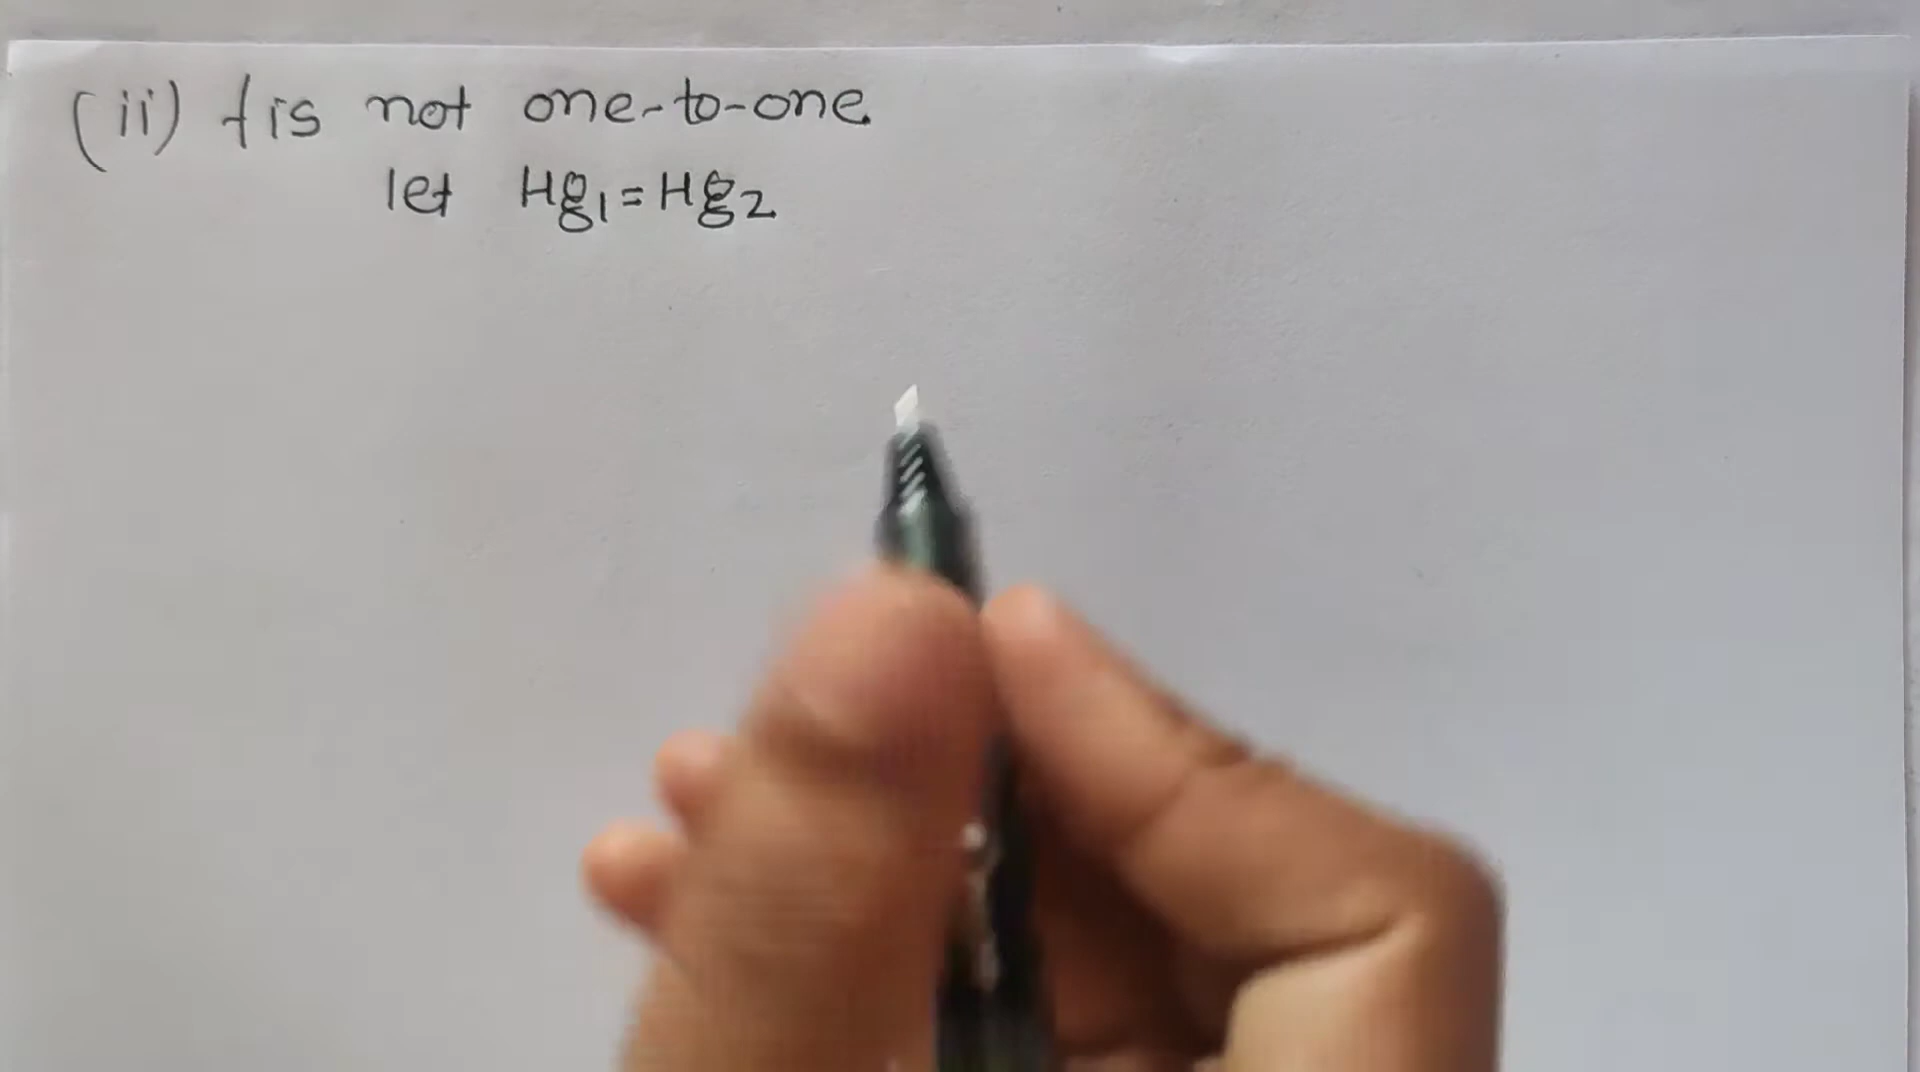 (ii) f is not one-to-one.
let Hg₁ = Hg₂